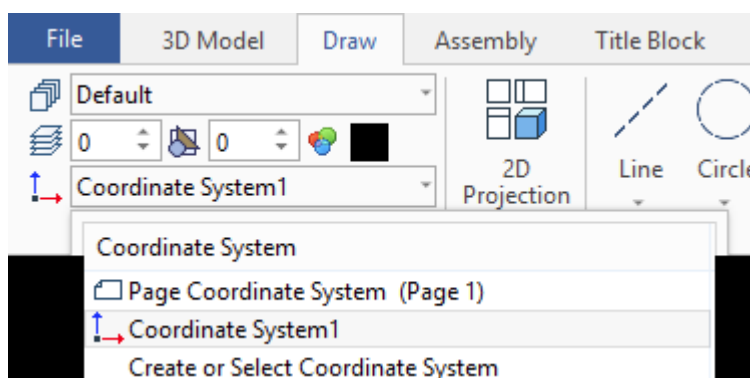 File 3D Model Draw Assembly Title Block
Default
0 0
2D Projection Line Circle
Coordinate System1
Coordinate System
Page Coordinate System (Page 1)
Coordinate System1
Create or Select Coordinate System